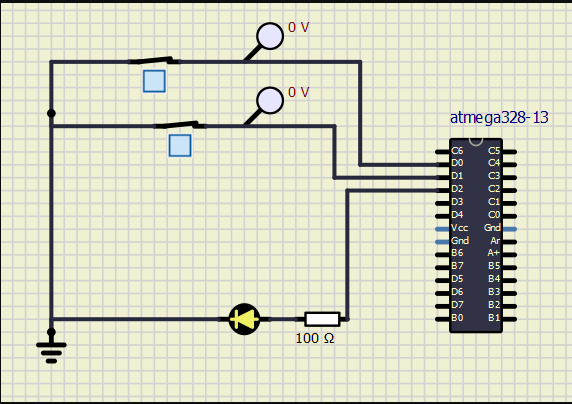 0 V
0 V
atmega328-13
C6 C5
D0 C4
D1 C3
D2 C2
D3 C1
D4 C0
Vcc Gnd
Gnd Ar
B6 A+
B7 B5
D5 B4
D6 B3
D7 B2
B0 B1
100 Ω